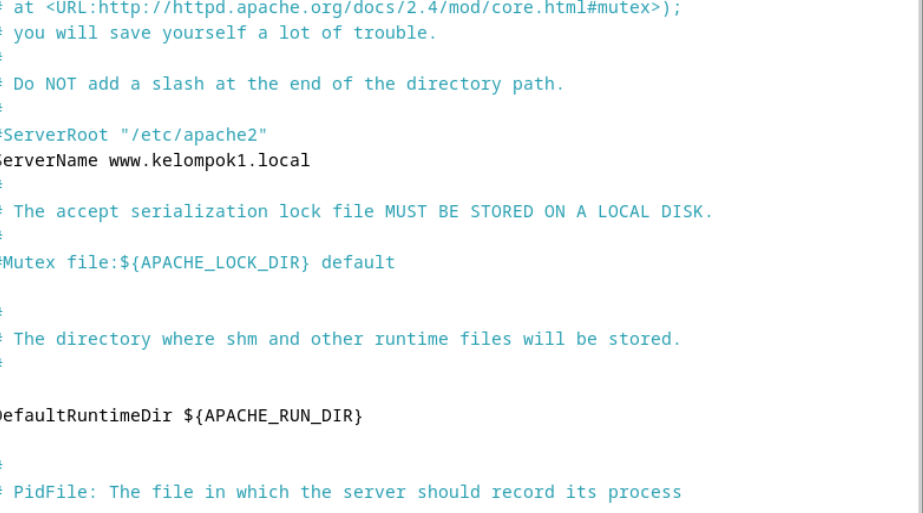 # at <URL:http://httpd.apache.org/docs/2.4/mod/core.html#mutex>);
# you will save yourself a lot of trouble.
#
# Do NOT add a slash at the end of the directory path.
#
#ServerRoot "/etc/apache2"
ServerName www.kelompok1.local
#
# The accept serialization lock file MUST BE STORED ON A LOCAL DISK.
#
#Mutex file:${APACHE_LOCK_DIR} default
#
# The directory where shm and other runtime files will be stored.
#
DefaultRuntimeDir ${APACHE_RUN_DIR}
#
# PidFile: The file in which the server should record its process